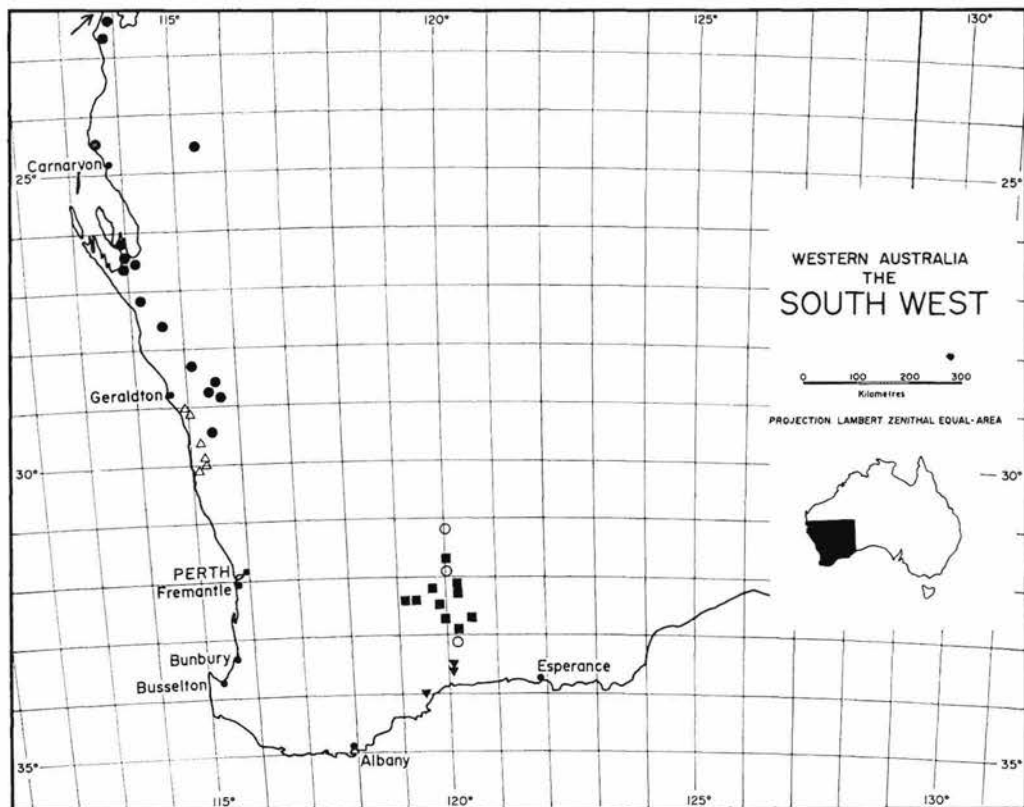 115°
120°
125°
130°
Carnarvon
25°
25°
WESTERN AUSTRALIA
THE
SOUTH WEST
0 100 200 300
Kilometres
PROJECTION LAMBERT ZENITHAL EQUAL-AREA
Geraldton
30°
30°
PERTH
Fremantle
Bunbury
Busselton
Esperance
Albany
35°
35°
115°
120°
125°
130°